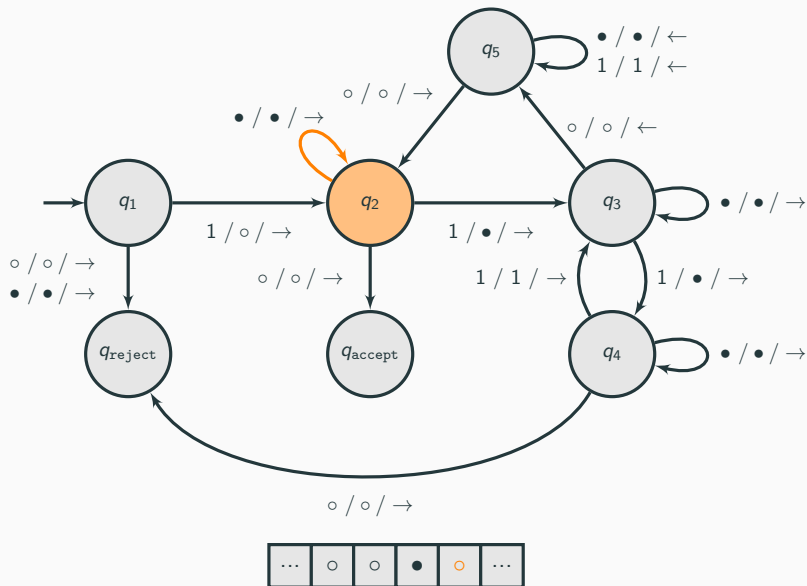 q5
• / • / ←
1 / 1 / ←
∘ / ∘ / →
• / • / →
∘ / ∘ / ←
q1
q2
q3
• / • / →
1 / ∘ / →
1 / • / →
∘ / ∘ / →
• / • / →
∘ / ∘ / →
1 / 1 / →
1 / • / →
qreject
qaccept
q4
• / • / →
∘ / ∘ / →
... ∘ ∘ • ∘ ...